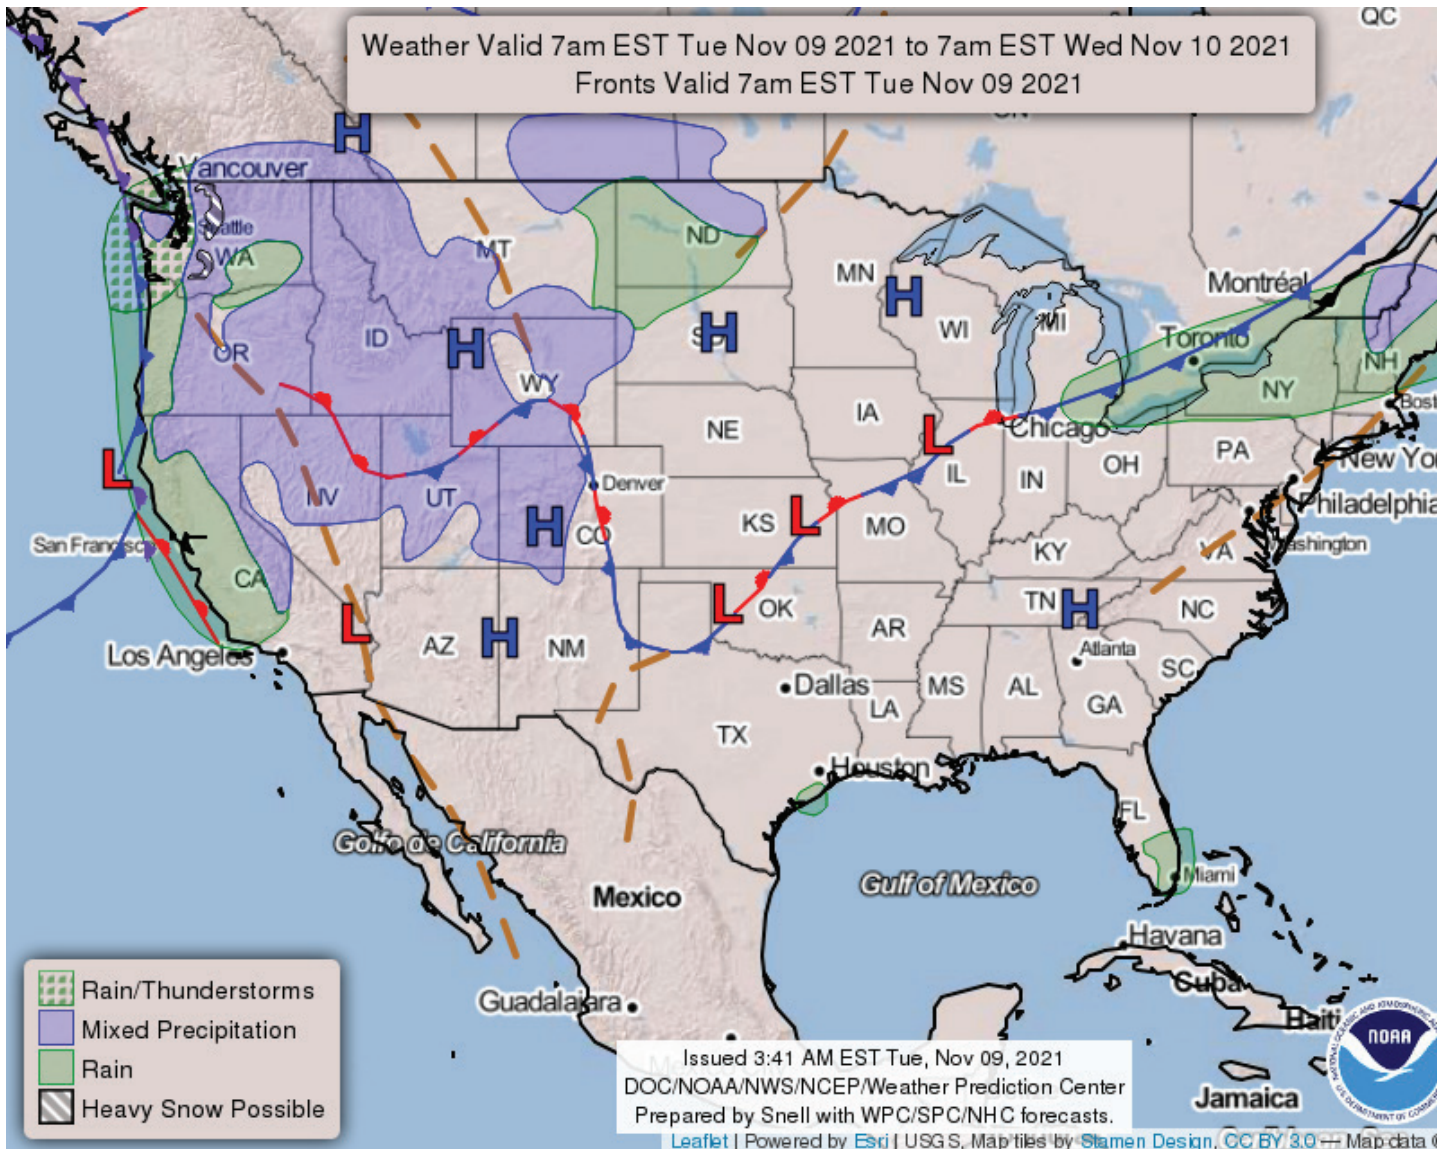 QC
Weather Valid 7am EST Tue Nov 09 2021 to 7am EST Wed Nov 10 2021
Fronts Valid 7am EST Tue Nov 09 2021
H
Vancouver
Seattle
WA
MT
ND
MN
H
Montréal
OR
ID
H
WY
SD
H
WI
MI
Toronto
NY
NH
Boston
NE
IA
L
Chicago
PA
New Yo
L
NV
UT
Denver
H
CO
KS
L
MO
IL
IN
OH
Philadelphia
Washington
San Francisco
CA
KY
VA
L
AZ
H
NM
L
OK
AR
TN
H
NC
Los Angeles
Atlanta
SC
Dallas
LA
MS
AL
GA
TX
Houston
FL
Golfo de California
Mexico
Gulf of Mexico
Miami
Havana
Cuba
Haiti
Guadalajara
Mexico City
Jamaica
Rain/Thunderstorms
Mixed Precipitation
Rain
Heavy Snow Possible
Issued 3:41 AM EST Tue, Nov 09, 2021
DOC/NOAA/NWS/NCEP/Weather Prediction Center
Prepared by Snell with WPC/SPC/NHC forecasts.
NOAA
Leaflet | Powered by Esri | USGS, Map tiles by Stamen Design, CC BY 3.0 — Map data ©